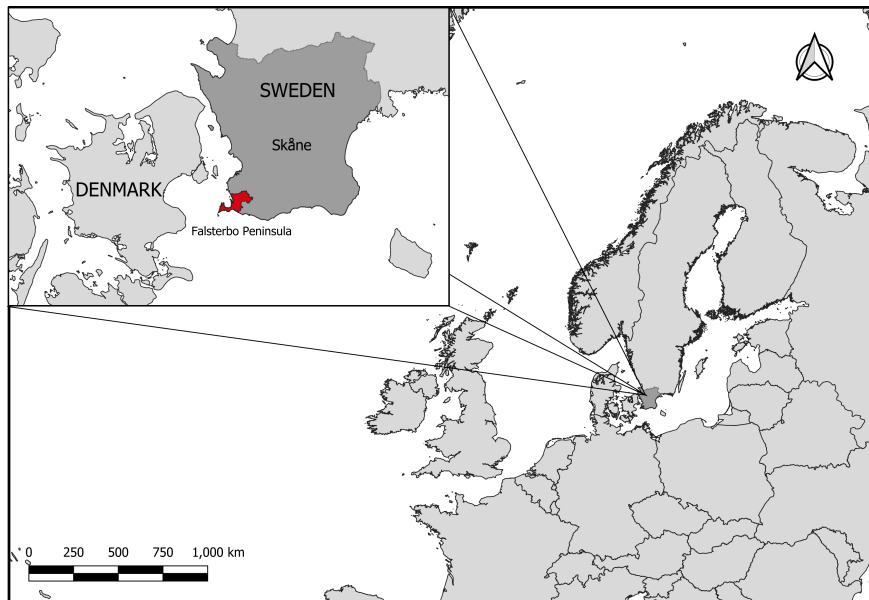 SWEDEN
Skåne
DENMARK
Falsterbo Peninsula
0 250 500 750 1,000 km